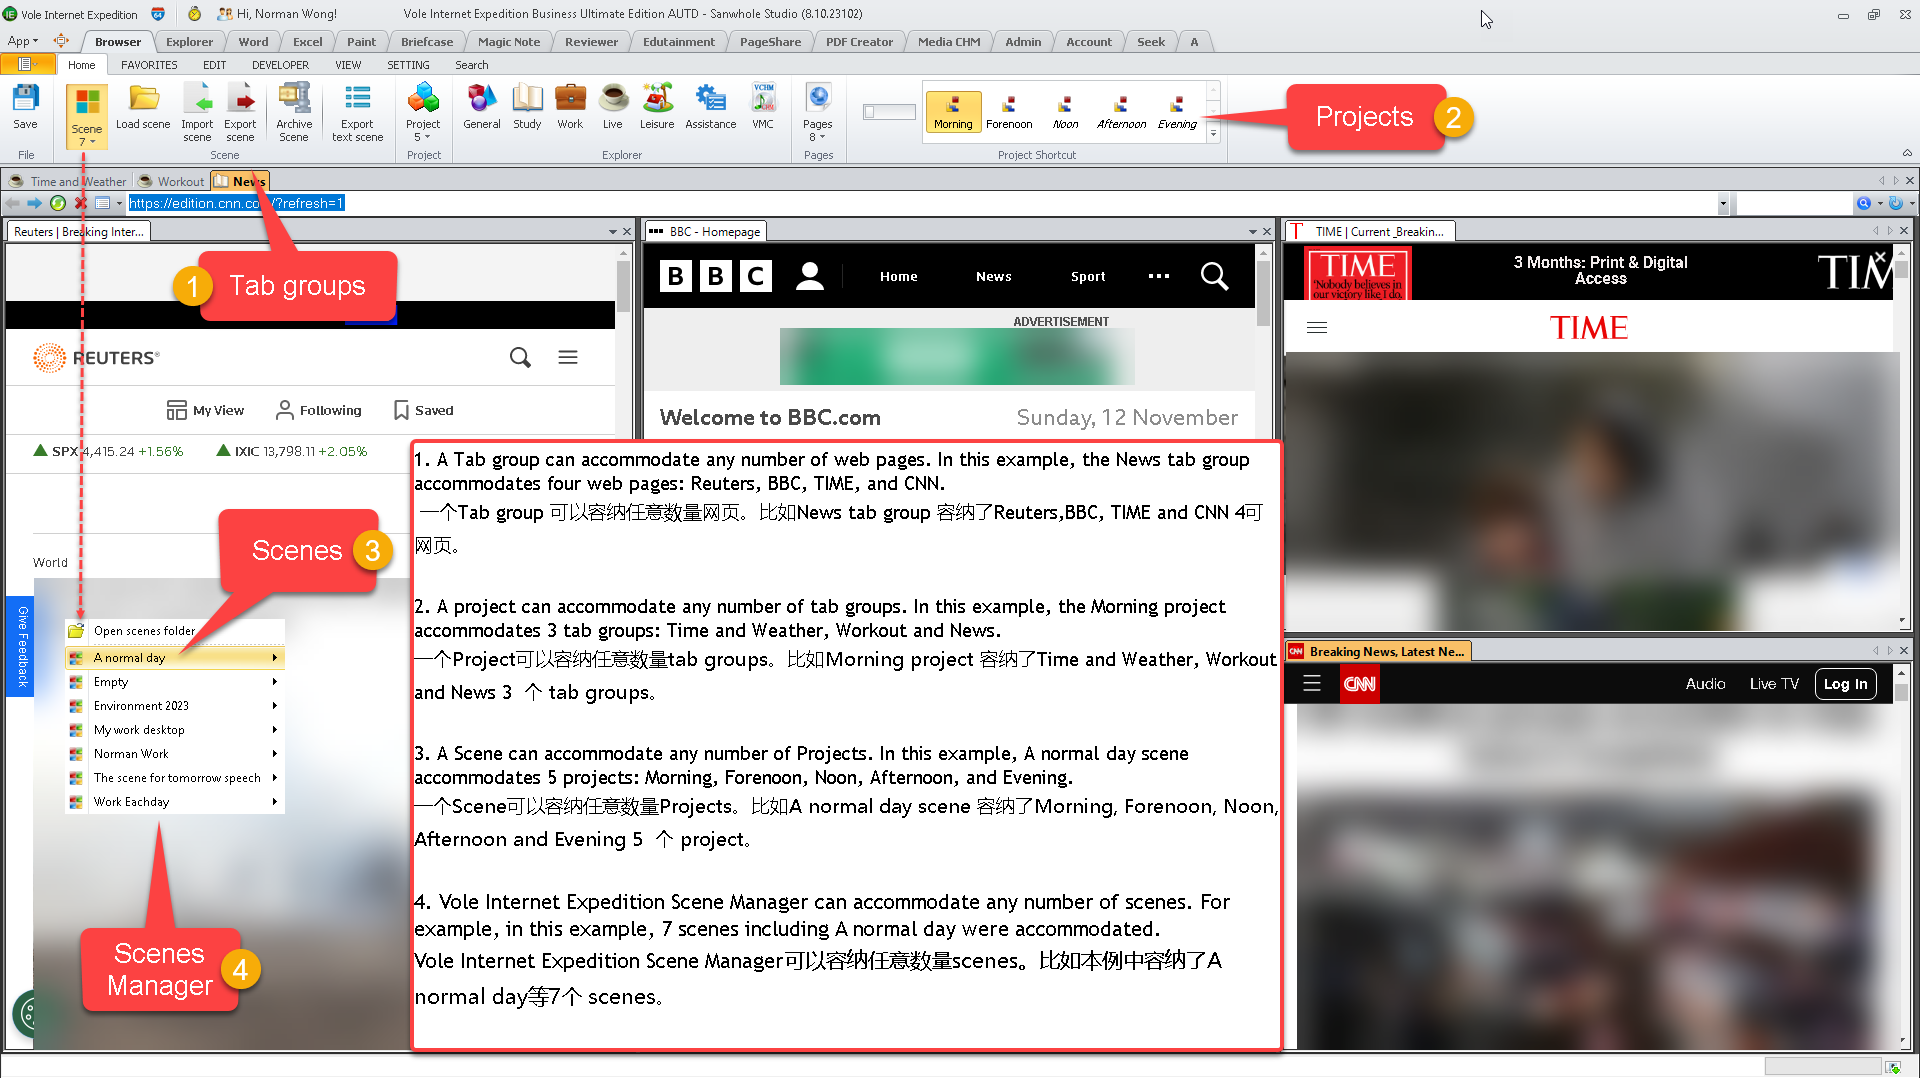 Vole Internet Expedition
Hi, Norman Wong!
Vole Internet Expedition Business Ultimate Edition AUTD - Sanwhole Studio (8.10.23102)
App
Browser Explorer Word Excel Paint Briefcase Magic Note Reviewer Edutainment PageShare PDF Creator Media CHM Admin Account Seek A
Home FAVORITES EDIT DEVELOPER VIEW SETTING Search
Save
Scene
7
Load scene
Import
scene
Export
scene
Archive
Scene
Export
text scene
Project
5
General Study Work Live Leisure Assistance VMC
Pages
8
Morning Forenoon Noon Afternoon Evening
File Scene Project Explorer Pages Project Shortcut
Projects 2
Time and Weather Workout News
https://edition.cnn.co /?refresh=1
Reuters | Breaking Inter...
BBC - Homepage
TIME | Current _Breakin...
1 Tab groups
REUTERS
My View Following Saved
SPX 4,415.24 +1.56% IXIC 13,798.11 +2.05%
World
Give Feedback
Scenes 3
Open scenes folder
A normal day
Empty
Environment 2023
My work desktop
Norman Work
The scene for tomorrow speech
Work Eachday
Scenes
Manager 4
BBC
Home News Sport
ADVERTISEMENT
Welcome to BBC.com Sunday, 12 November
TIME
'Nobody believes in
our victory like I do.
3 Months: Print & Digital
Access
TIM
TIME
Breaking News, Latest Ne...
CNN
Audio Live TV Log In
1. A Tab group can accommodate any number of web pages. In this example, the News tab group
accommodates four web pages: Reuters, BBC, TIME, and CNN.
一个Tab group 可以容纳任意数量网页。比如News tab group 容纳了Reuters,BBC, TIME and CNN 4可
网页。
2. A project can accommodate any number of tab groups. In this example, the Morning project
accommodates 3 tab groups: Time and Weather, Workout and News.
一个Project可以容纳任意数量tab groups。比如Morning project 容纳了Time and Weather, Workout
and News 3 个 tab groups。
3. A Scene can accommodate any number of Projects. In this example, A normal day scene
accommodates 5 projects: Morning, Forenoon, Noon, Afternoon, and Evening.
一个Scene可以容纳任意数量Projects。比如A normal day scene 容纳了Morning, Forenoon, Noon,
Afternoon and Evening 5 个 project。
4. Vole Internet Expedition Scene Manager can accommodate any number of scenes. For
example, in this example, 7 scenes including A normal day were accommodated.
Vole Internet Expedition Scene Manager可以容纳任意数量scenes。比如本例中容纳了A
normal day等7个 scenes。